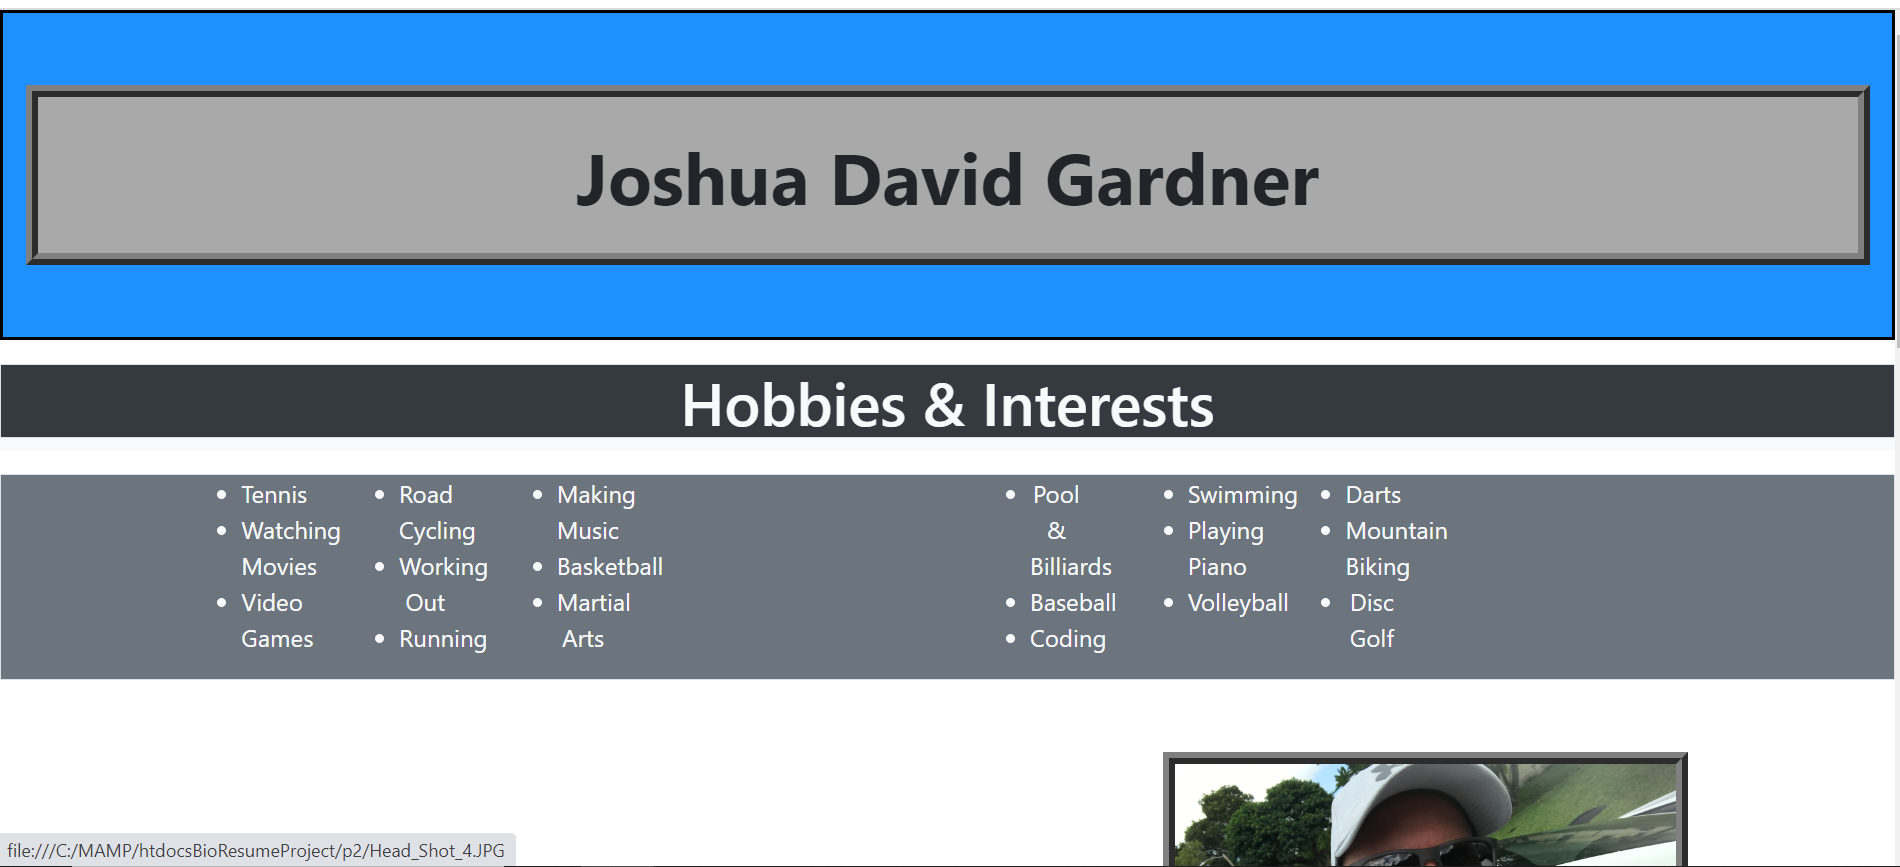 Joshua David Gardner
Hobbies & Interests
• Tennis
• Watching
Movies
• Video
Games
• Road
Cycling
• Working
Out
• Running
• Making
Music
• Basketball
• Martial
Arts
• Pool
&
Billiards
• Baseball
• Coding
• Swimming
• Playing
Piano
• Volleyball
• Darts
• Mountain
Biking
• Disc
Golf
file:///C:/MAMP/htdocsBioResumeProject/p2/Head_Shot_4.JPG